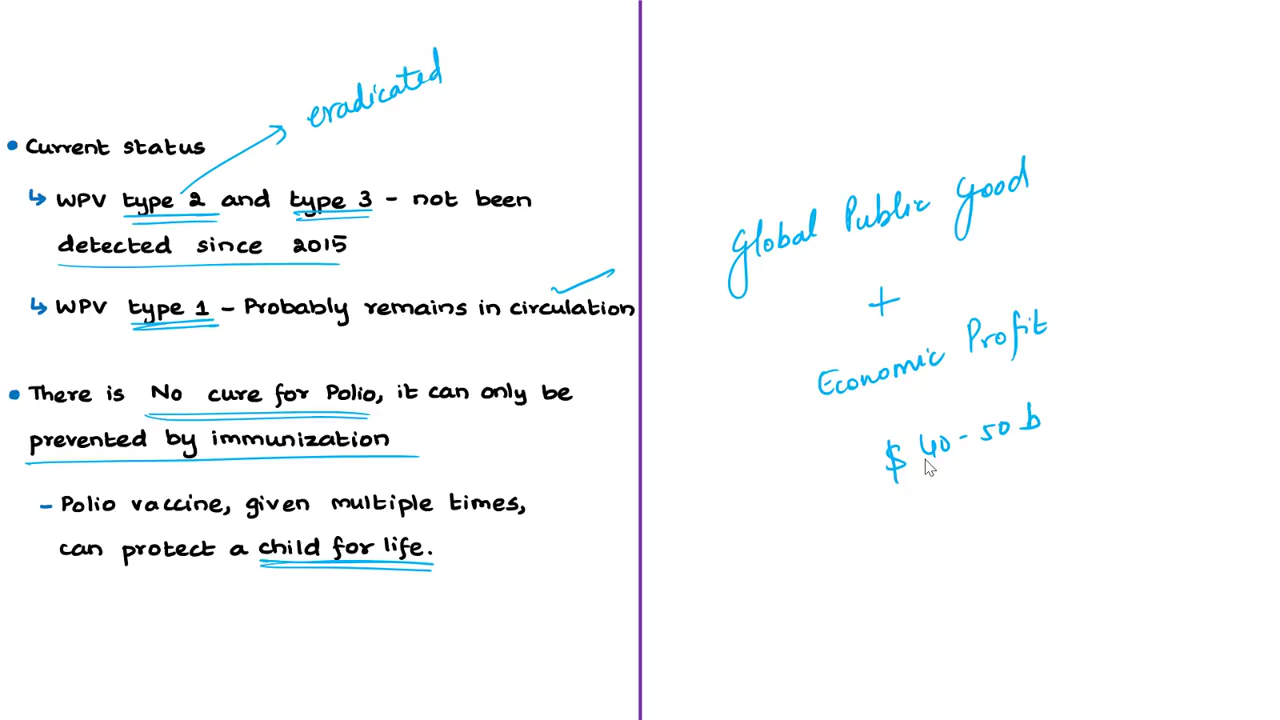 eradicated
Current status
WPV type 2 and type 3 - not been
detected since 2015
WPV type 1 - Probably remains in circulation
There is No cure for Polio, it can only be
prevented by immunization
- Polio vaccine, given multiple times,
can protect a child for life.
Global Public Good
+
Economic Profit
$ 40 - 50 b